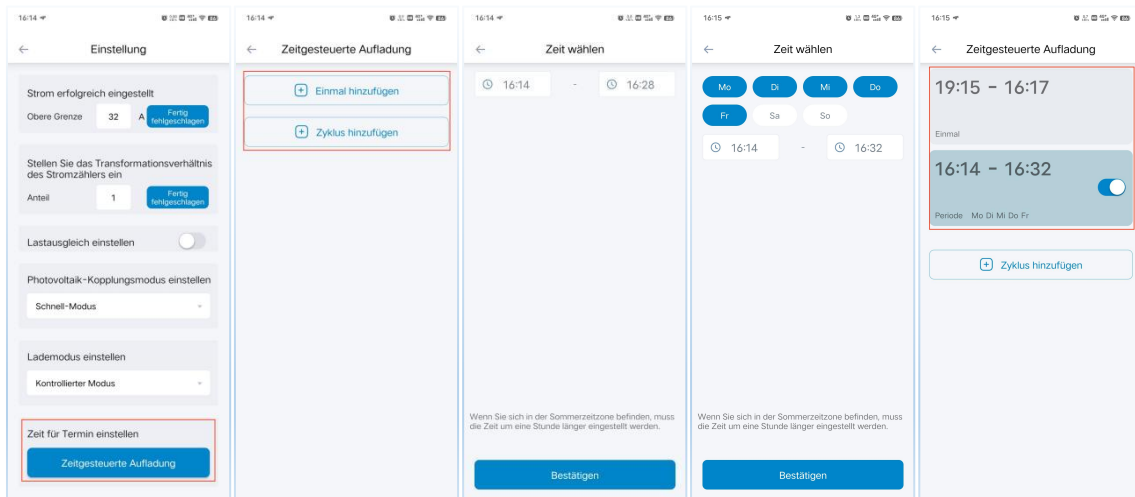 16:14
Einstellung
Strom erfolgreich eingestellt
Obere Grenze 32 A Fertig
fehlgeschlagen
Stellen Sie das Transformationsverhältnis
des Stromzählers ein
Anteil 1 Fertig
fehlgeschlagen
Lastausgleich einstellen
Photovoltaik-Kopplungsmodus einstellen
Schnell-Modus
Lademodus einstellen
Kontrollierter Modus
Zeit für Termin einstellen
Zeitgesteuerte Aufladung
16:14
Zeitgesteuerte Aufladung
Einmal hinzufügen
Zyklus hinzufügen
16:14
Zeit wählen
16:14 - 16:28
Wenn Sie sich in der Sommerzeitzone befinden, muss
die Zeit um eine Stunde länger eingestellt werden.
Bestätigen
16:15
Zeit wählen
Mo Di Mi Do
Fr Sa So
16:14 - 16:32
Wenn Sie sich in der Sommerzeitzone befinden, muss
die Zeit um eine Stunde länger eingestellt werden.
Bestätigen
16:15
Zeitgesteuerte Aufladung
19:15 - 16:17
Einmal
16:14 - 16:32
Periode Mo Di Mi Do Fr
Zyklus hinzufügen